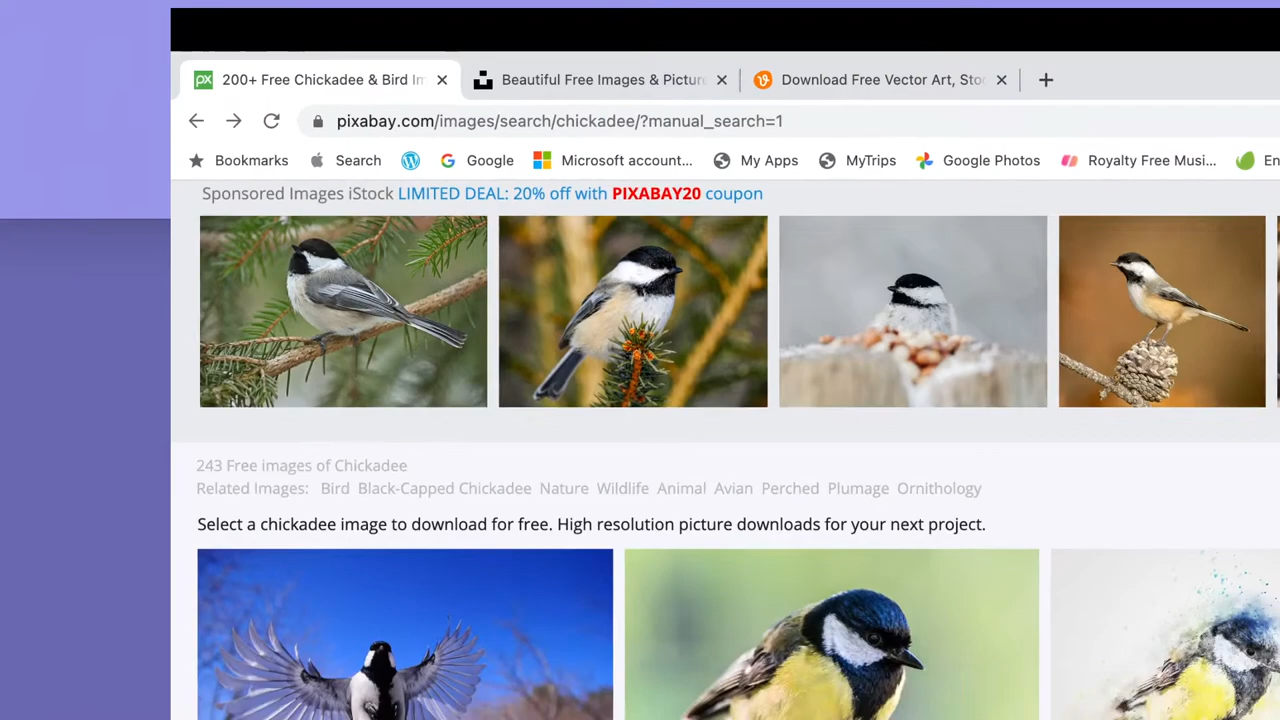 px 200+ Free Chickadee & Bird Im
Beautiful Free Images & Pictur
Download Free Vector Art, Sto
pixabay.com/images/search/chickadee/?manual_search=1
Bookmarks Search Google Microsoft account... My Apps MyTrips Google Photos Royalty Free Musi... En
Sponsored Images iStock LIMITED DEAL: 20% off with PIXABAY20 coupon
243 Free images of Chickadee
Related Images: Bird Black-Capped Chickadee Nature Wildlife Animal Avian Perched Plumage Ornithology
Select a chickadee image to download for free. High resolution picture downloads for your next project.